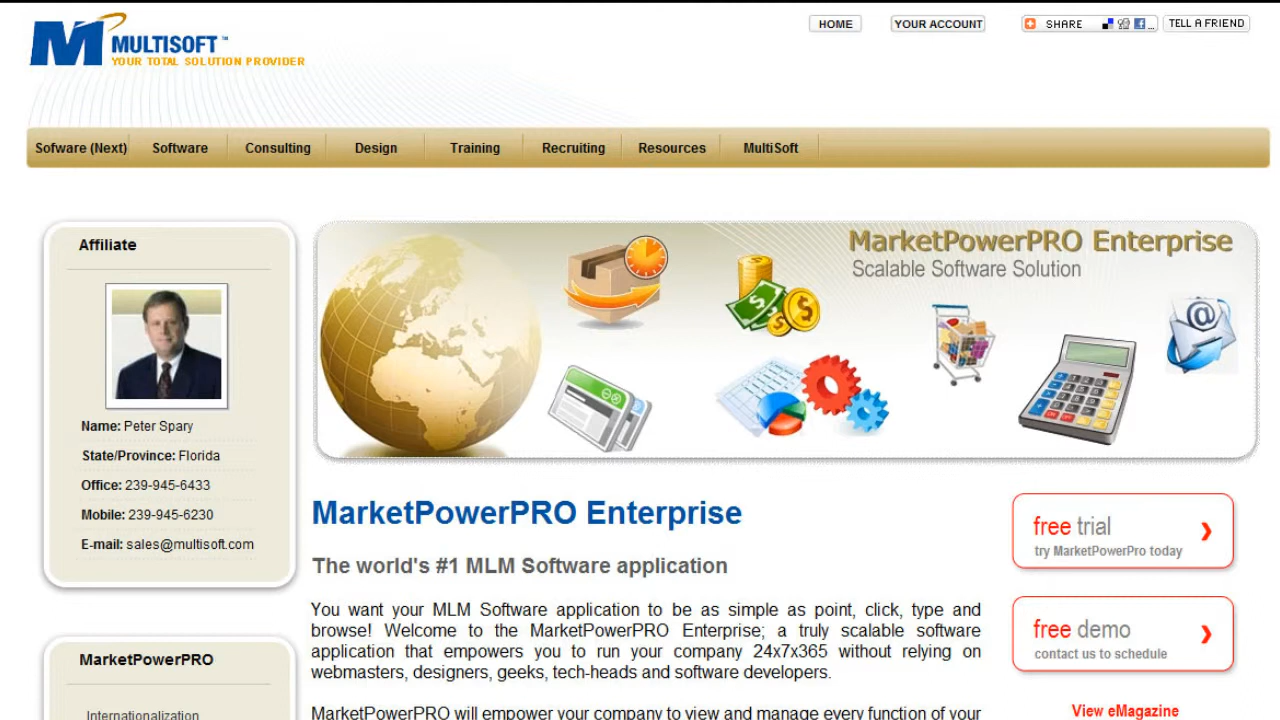 MULTISOFT™
YOUR TOTAL SOLUTION PROVIDER
HOME
YOUR ACCOUNT
SHARE
TELL A FRIEND
Sofware (Next)
Software
Consulting
Design
Training
Recruiting
Resources
MultiSoft
Affiliate
Name: Peter Spary
State/Province: Florida
Office: 239-945-6433
Mobile: 239-945-6230
E-mail: sales@multisoft.com
MarketPowerPRO
Internationalization
MarketPowerPRO Enterprise
Scalable Software Solution
MarketPowerPRO Enterprise
The world's #1 MLM Software application
You want your MLM Software application to be as simple as point, click, type and
browse! Welcome to the MarketPowerPRO Enterprise; a truly scalable software
application that empowers you to run your company 24x7x365 without relying on
webmasters, designers, geeks, tech-heads and software developers.
MarketPowerPRO will empower your company to view and manage every function of your
free trial
try MarketPowerPro today
free demo
contact us to schedule
View eMagazine